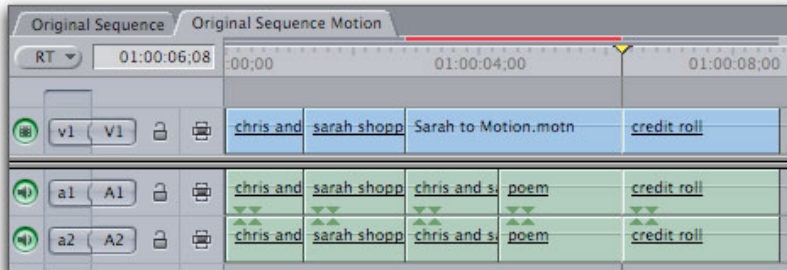 Original Sequence Original Sequence Motion
RT 01:00:06;08 :00;00 01:00:04;00 01:00:08;00
v1 V1 chris and sarah shopp Sarah to Motion.motn credit roll
a1 A1 chris and sarah shopp chris and sa poem credit roll
a2 A2 chris and sarah shopp chris and sa poem credit roll